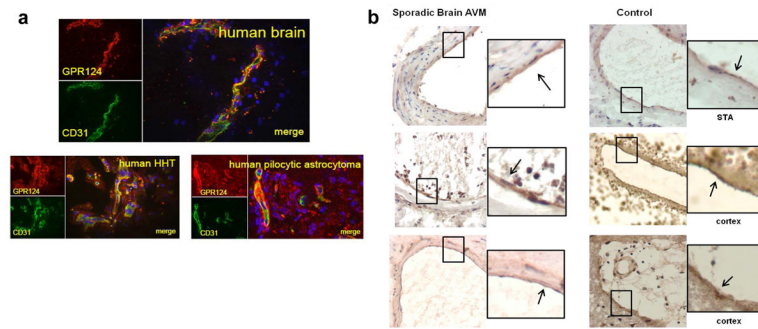 a
human brain
GPR124
CD31
merge
human HHT
GPR124
CD31
merge
human pilocytic astrocytoma
GPR124
CD31
merge
b
Sporadic Brain AVM
Control
STA
cortex
cortex